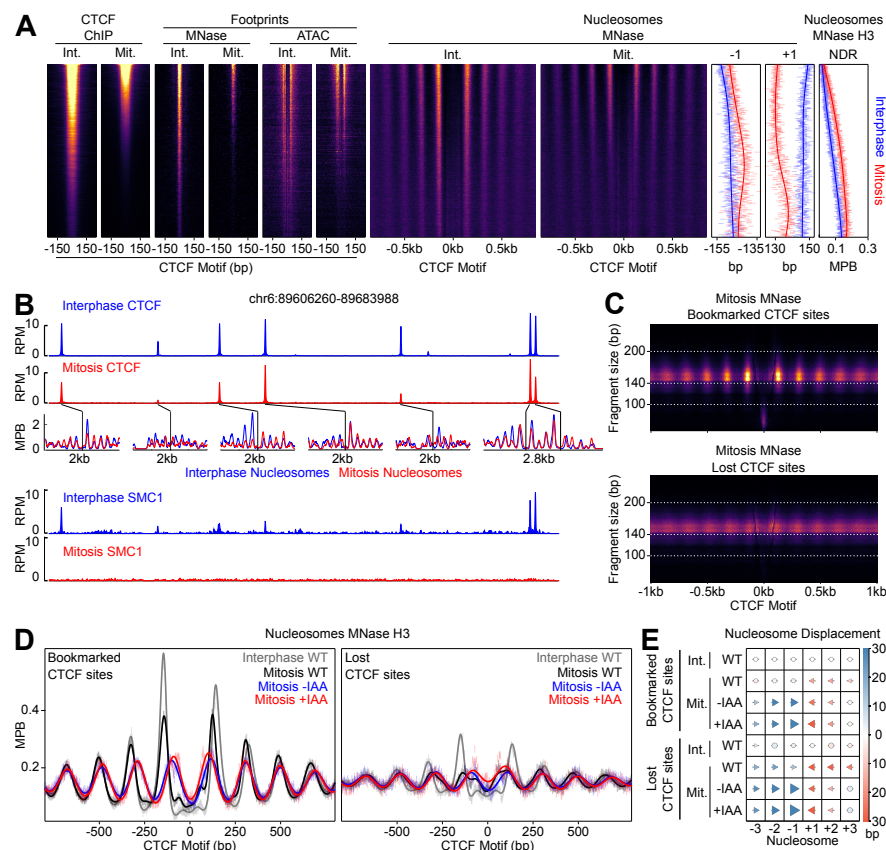 A
CTCF
ChIP
Footprints
MNase ATAC
Int. Mit. Int. Mit. Int. Mit.
Nucleosomes
MNase
Int. Mit. -1 +1
Nucleosomes
MNase H3
NDR
Interphase
Mitosis
-150 150 -150 150 -150 150 -150 150 -150 150 -150 150
CTCF Motif (bp)
-0.5kb 0kb 0.5kb
CTCF Motif
-0.5kb 0kb 0.5kb
CTCF Motif
-155 -135
bp
130 150
bp
0.1 0.3
MPB
B
chr6:89606260-89683988
Interphase CTCF
RPM
10
0
Mitosis CTCF
RPM
10
0
MPB
2
0
2kb 2kb 2kb 2kb 2kb 2.8kb
Interphase Nucleosomes Mitosis Nucleosomes
Interphase SMC1
RPM
10
0
Mitosis SMC1
RPM
10
0
C
Mitosis MNase
Bookmarked CTCF sites
Fragment size (bp)
200
140
100
Mitosis MNase
Lost CTCF sites
Fragment size (bp)
200
140
100
-1kb -0.5kb 0kb 0.5kb 1kb
CTCF Motif
D
Nucleosomes MNase H3
Bookmarked
CTCF sites
Interphase WT
Mitosis WT
Mitosis -IAA
Mitosis +IAA
Lost
CTCF sites
Interphase WT
Mitosis WT
Mitosis -IAA
Mitosis +IAA
MPB
0.4
0.2
-500 0 500
CTCF Motif (bp)
-500 0 500
CTCF Motif (bp)
E
Nucleosome Displacement
Bookmarked
CTCF sites
Int. WT
Mit.
WT
-IAA
+IAA
Lost
CTCF sites
Int. WT
Mit.
WT
-IAA
+IAA
-3 -2 -1 +1 +2 +3
Nucleosome
30
20
10
0
10
20
30
bp